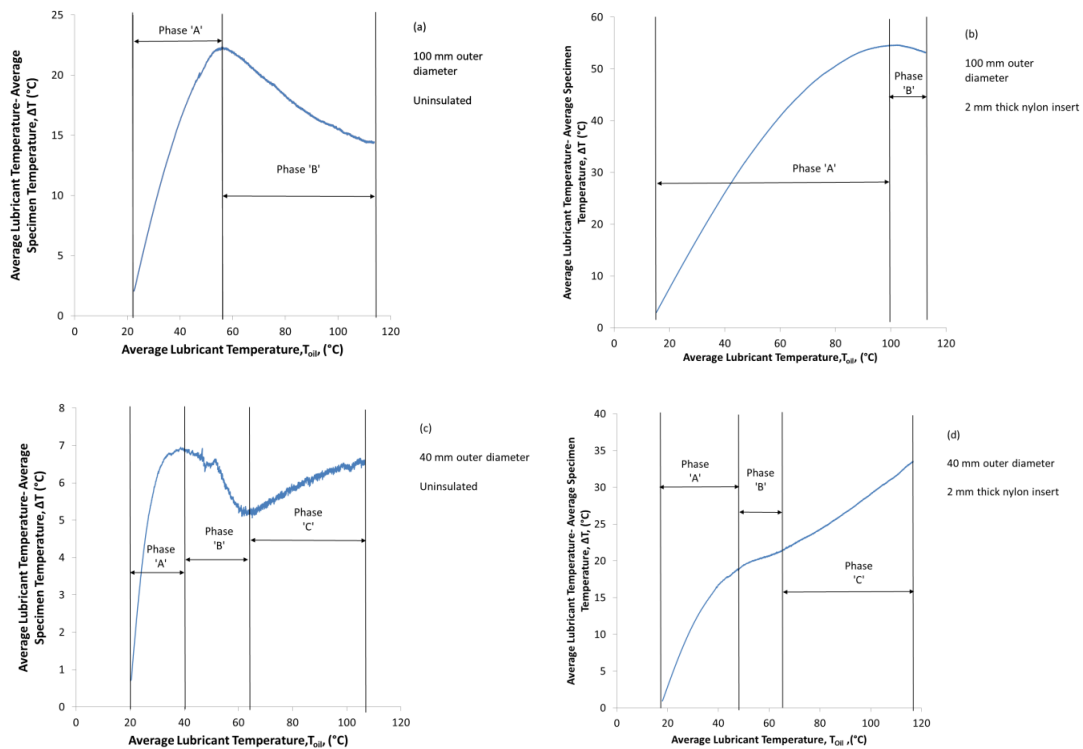 (a)
100 mm outer
diameter
Uninsulated
Phase 'A'
Phase 'B'
25
20
15
10
5
0
0 20 40 60 80 100 120
Average Lubricant Temperature- Average
Specimen Temperature, ΔT (°C)
Average Lubricant Temperature,Toil, (°C)
(b)
100 mm outer
diameter
2 mm thick nylon insert
Phase
'B'
Phase 'A'
60
50
40
30
20
10
0
0 20 40 60 80 100 120
Average Lubricant Temperature- Average Specimen
Temperature, ΔT (°C)
Average Lubricant Temperature,Toil, (°C)
(c)
40 mm outer diameter
Uninsulated
Phase
'A'
Phase
'B'
Phase
'C'
8
7
6
5
4
3
2
1
0
0 20 40 60 80 100 120
Average Lubricant Temperature- Average
Specimen Temperature, ΔT (°C)
Average Lubricant Temperature,Toil, (°C)
(d)
40 mm outer diameter
2 mm thick nylon insert
Phase
'A'
Phase
'B'
Phase
'C'
40
35
30
25
20
15
10
5
0
0 20 40 60 80 100 120
Average Lubricant Temperature- Average Specimen
Temperature, ΔT, (°C)
Average Lubricant Temperature, TOil ,(°C)